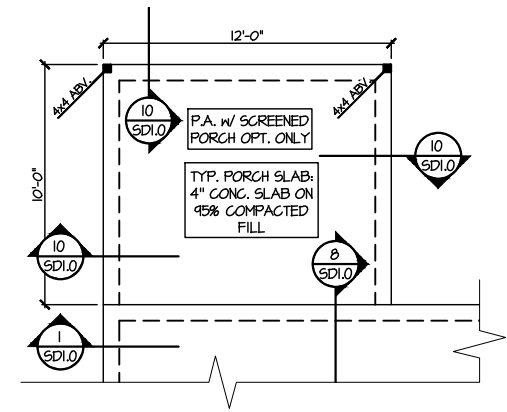 12'-0"
4x4 ABV.
4x4 ABV.
10
SD1.0
P.A. w/ SCREENED
PORCH OPT. ONLY
10
SD1.0
TYP. PORCH SLAB:
4" CONC. SLAB ON
95% COMPACTED
FILL
10'-0"
10
SD1.0
8
SD1.0
1
SD1.0